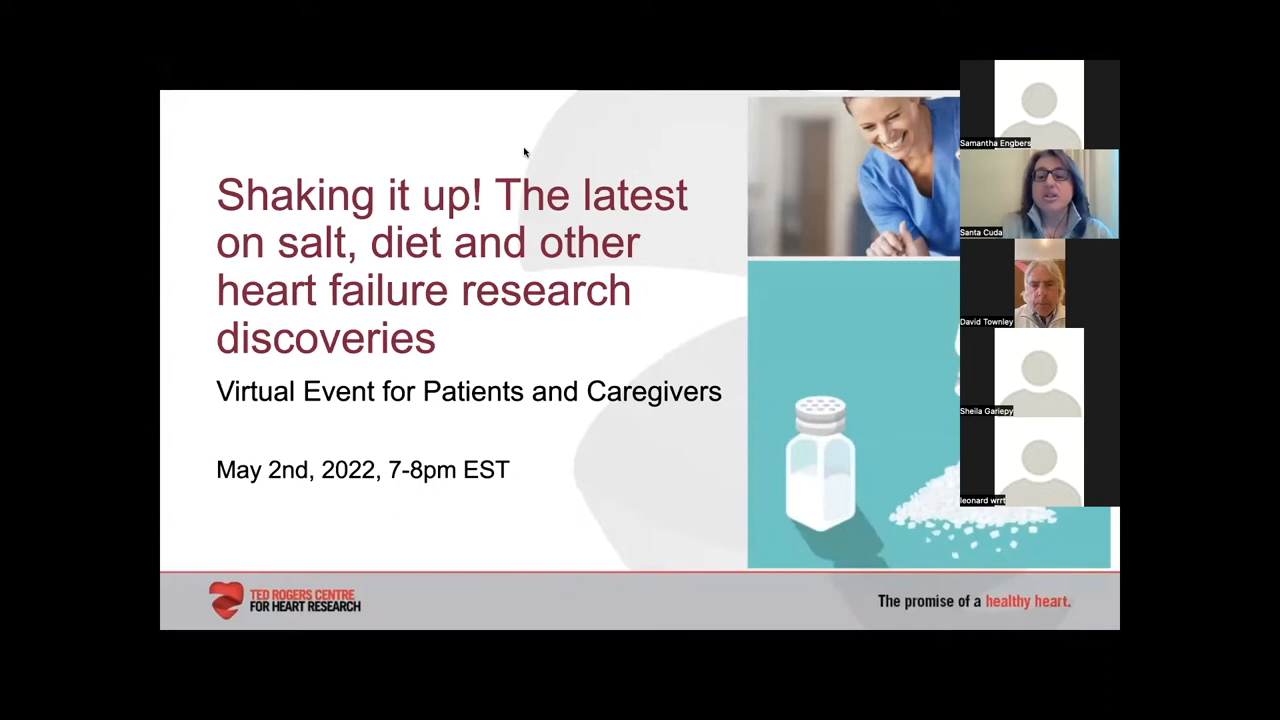 Shaking it up! The latest
on salt, diet and other
heart failure research
discoveries
Virtual Event for Patients and Caregivers
May 2nd, 2022, 7-8pm EST
Samantha Engbers
Santa Cuda
David Townley
Sheila Gariepy
leonard wrrt
TED ROGERS CENTRE
FOR HEART RESEARCH
The promise of a healthy heart.